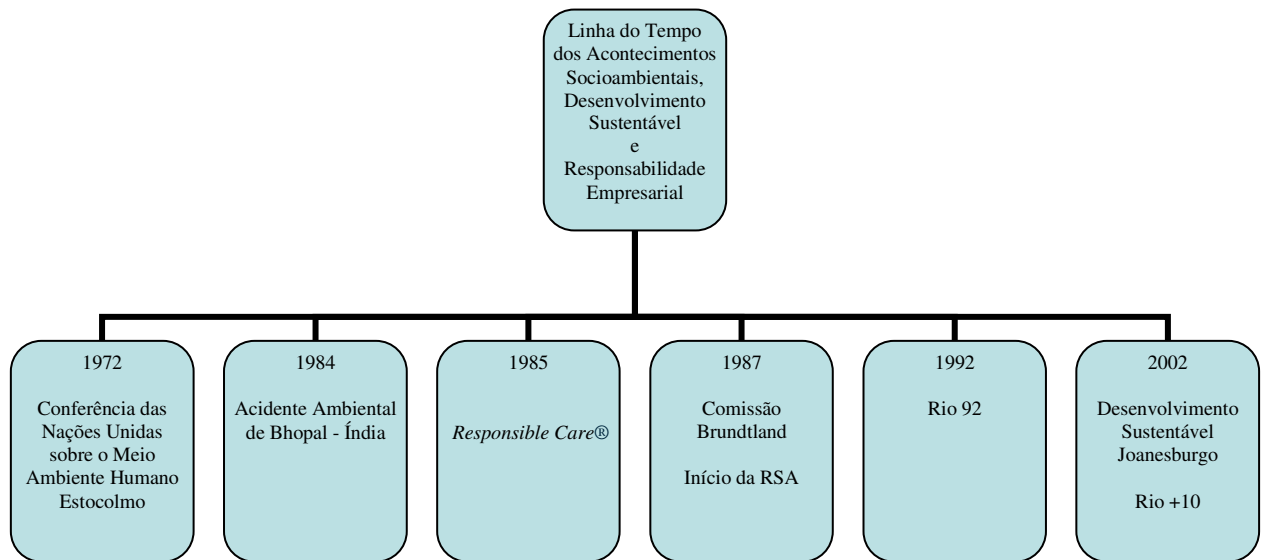 Linha do Tempo
dos Acontecimentos
Socioambientais,
Desenvolvimento
Sustentável
e
Responsabilidade
Empresarial
1972
Conferência das
Nações Unidas
sobre o Meio
Ambiente Humano
Estocolmo
1984
Acidente Ambiental
de Bhopal - Índia
1985
Responsible Care®
1987
Comissão
Brundtland
Início da RSA
1992
Rio 92
2002
Desenvolvimento
Sustentável
Joanesburgo
Rio +10